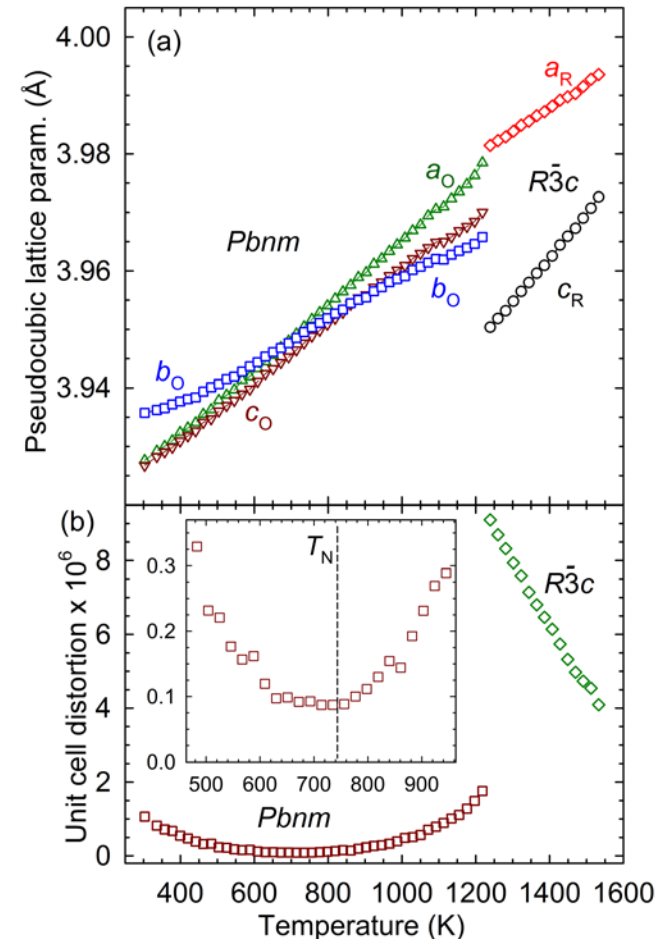 4.00
(a)
a_R
3.98
a_O
R3̄c
Pbnm
3.96
b_O
c_R
b_O
3.94
c_O
Pseudocubic lattice param. (Å)
(b)
T_N
8
0.3
R3̄c
6
0.2
4
0.1
0.0
500 600 700 800 900
2
Pbnm
0
Unit cell distortion x 10^6
400 600 800 1000 1200 1400 1600
Temperature (K)